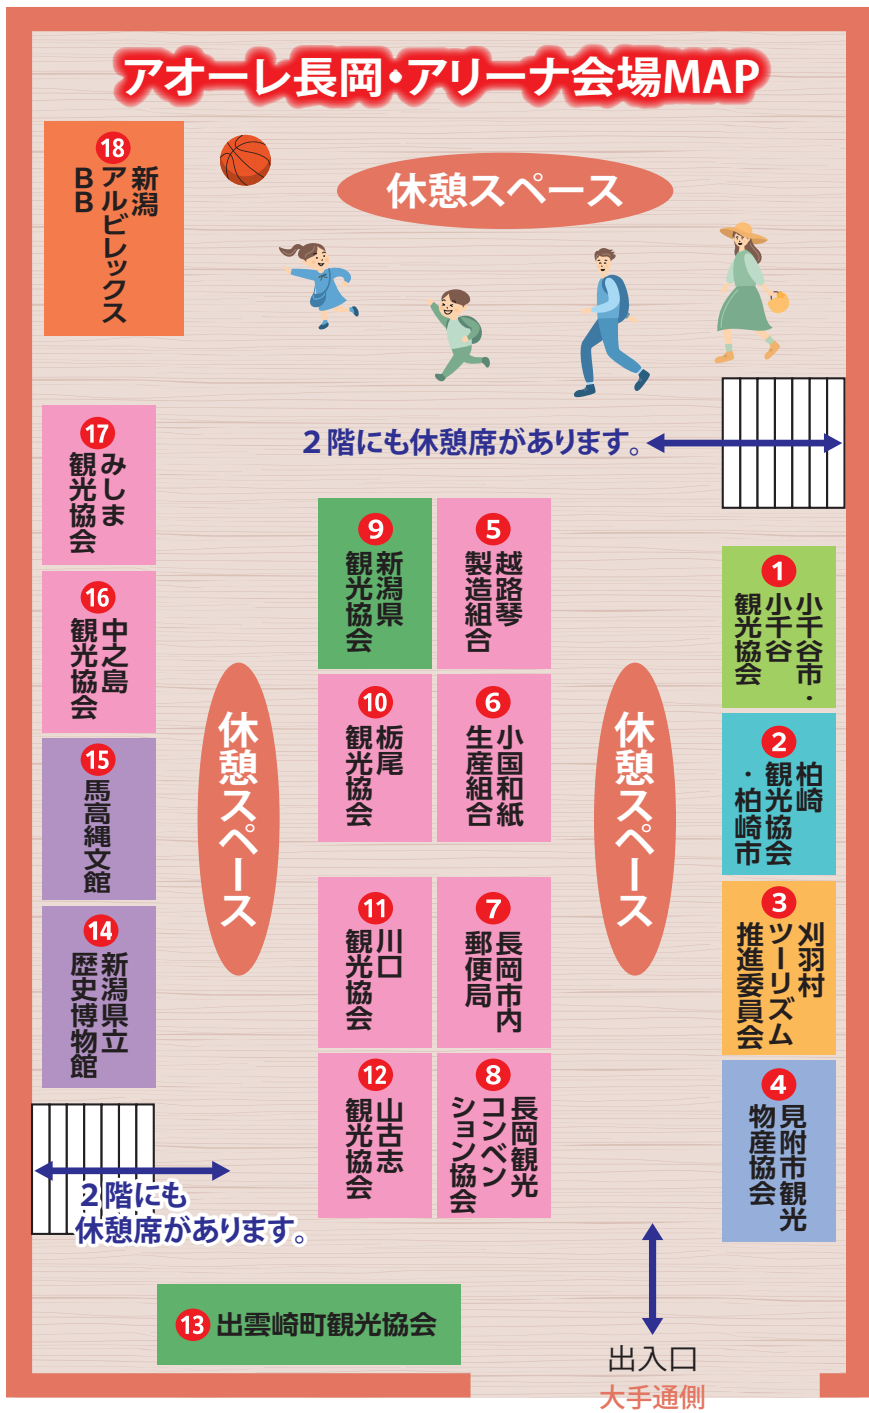 アオーレ長岡・アリーナ会場MAP
18
新潟
アルビレックス
BB
休憩スペース
2階にも休憩席があります。
17
みしま
観光協会
16
中之島
観光協会
15
馬高縄文館
14
新潟県立
歴史博物館
休憩スペース
9
新潟県
観光協会
5
越路琴
製造組合
10
栃尾
観光協会
6
小国和紙
生産組合
11
川口
観光協会
7
長岡市内
郵便局
12
山古志
観光協会
8
長岡観光
コンベン
ション協会
休憩スペース
1
小千谷市・
小千谷
観光協会
2
柏崎
観光協会
・柏崎市
3
刈羽村
ツーリズム
推進委員会
4
見附市観光
物産協会
2階にも
休憩席があります。
13 出雲崎町観光協会
出入口
大手通側